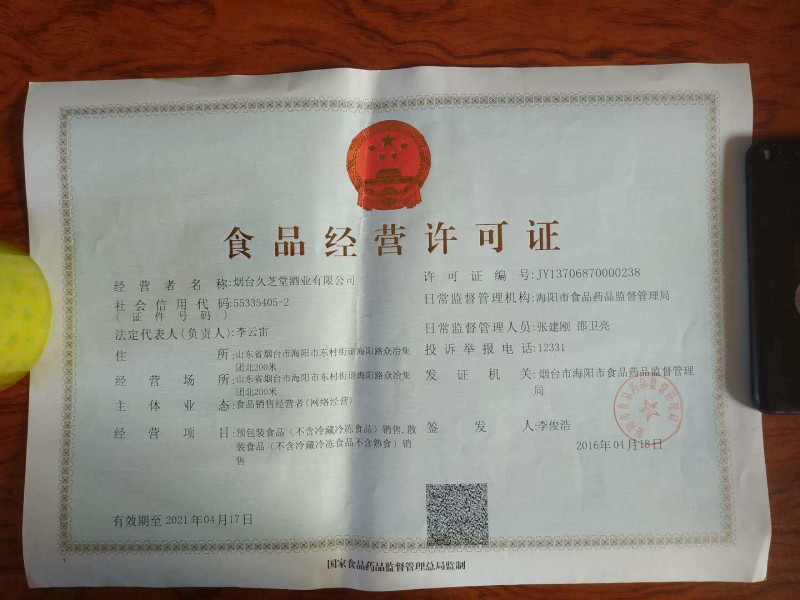 食品经营许可证
经营者名称:烟台久芝堂酒业有限公司
社会信用代码:55335405-2
(证件号码)
法定代表人(负责人):李云雷
住所:山东省烟台市海阳市东村街道海阳路众冶集
团北200米
经营场所:山东省烟台市海阳市东村街道海阳路众冶集
团北200米
主体业态:食品销售经营者(网络经营)
经营项目:预包装食品(不含冷藏冷冻食品)销售,散
装食品(不含冷藏冷冻食品不含熟食)销
售
有效期至2021年04月17日
许可证编号:JY13706870000238
日常监督管理机构:海阳市食品药品监督管理局
日常监督管理人员:张建刚 邵卫亮
投诉举报电话:12331
发证机关:烟台市海阳市食品药品监督管理
局
签发人:李俊浩
2016年04月18日
国家食品药品监督管理总局监制